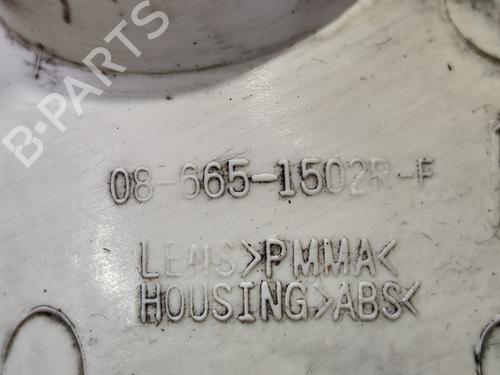 B-PARTS
08-665-1502R-F
LENS>PMMA<
HOUSING>ABS<